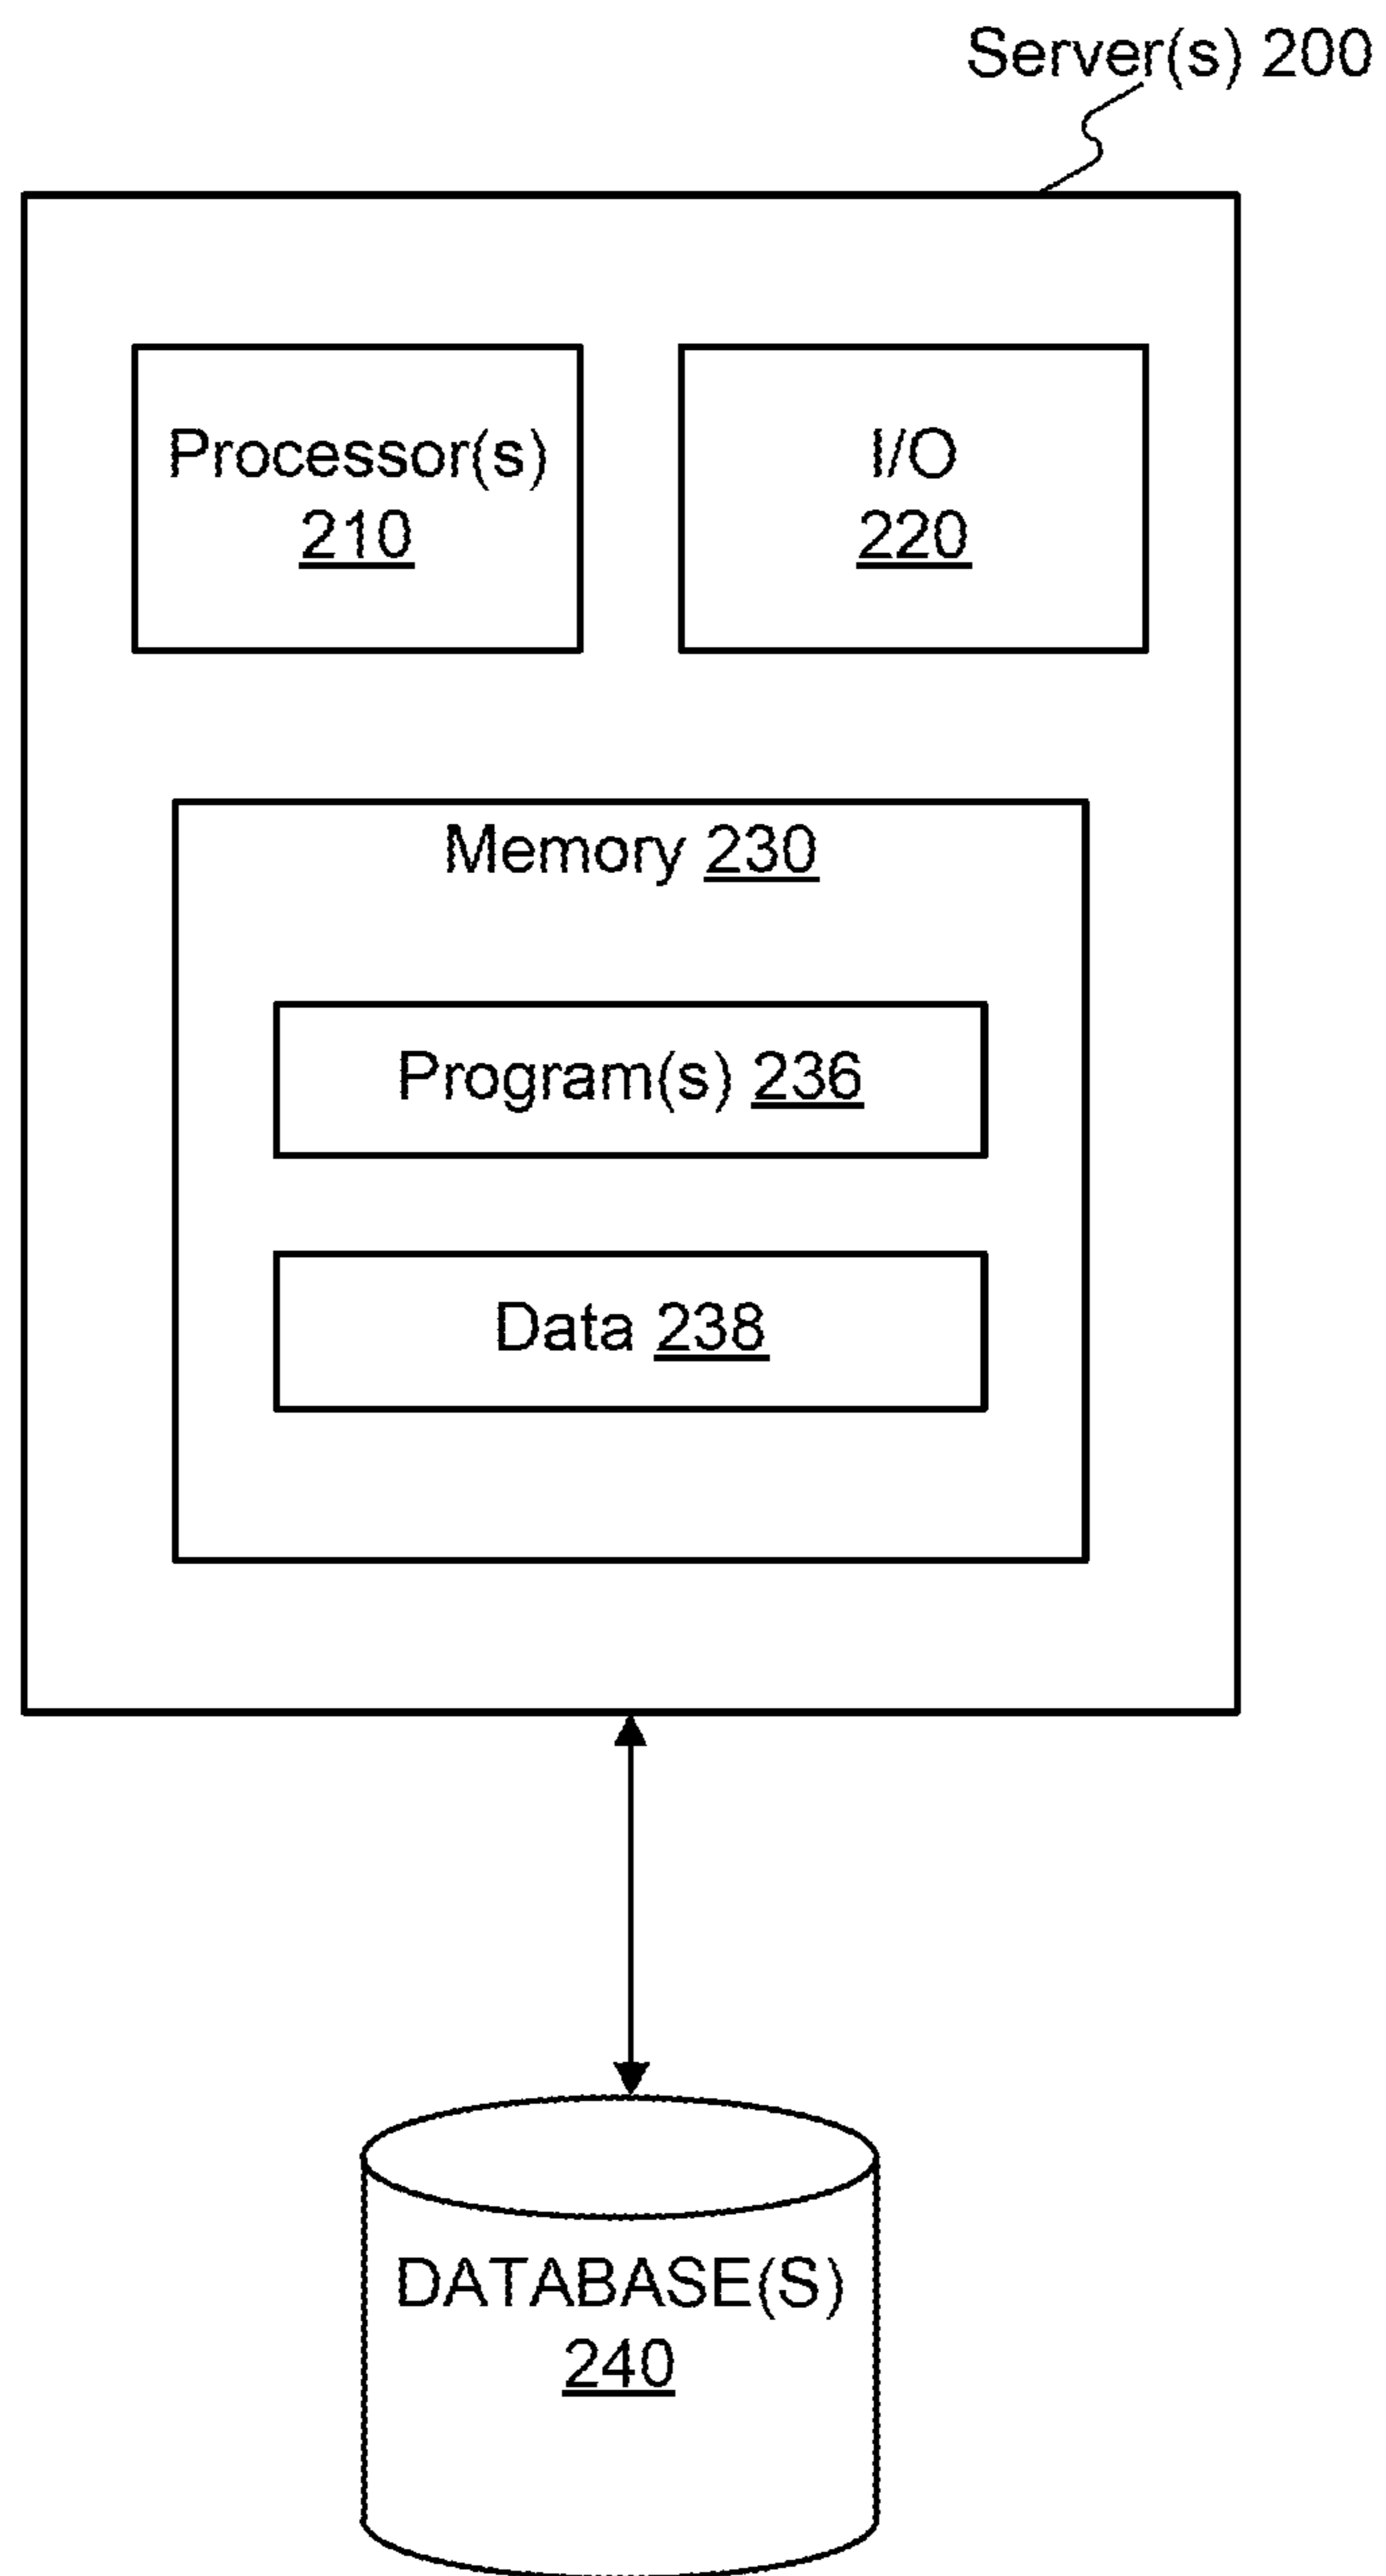 Server(s) 200
Processor(s)
210
I/O
220
Memory 230
Program(s) 236
Data 238
DATABASE(S)
240